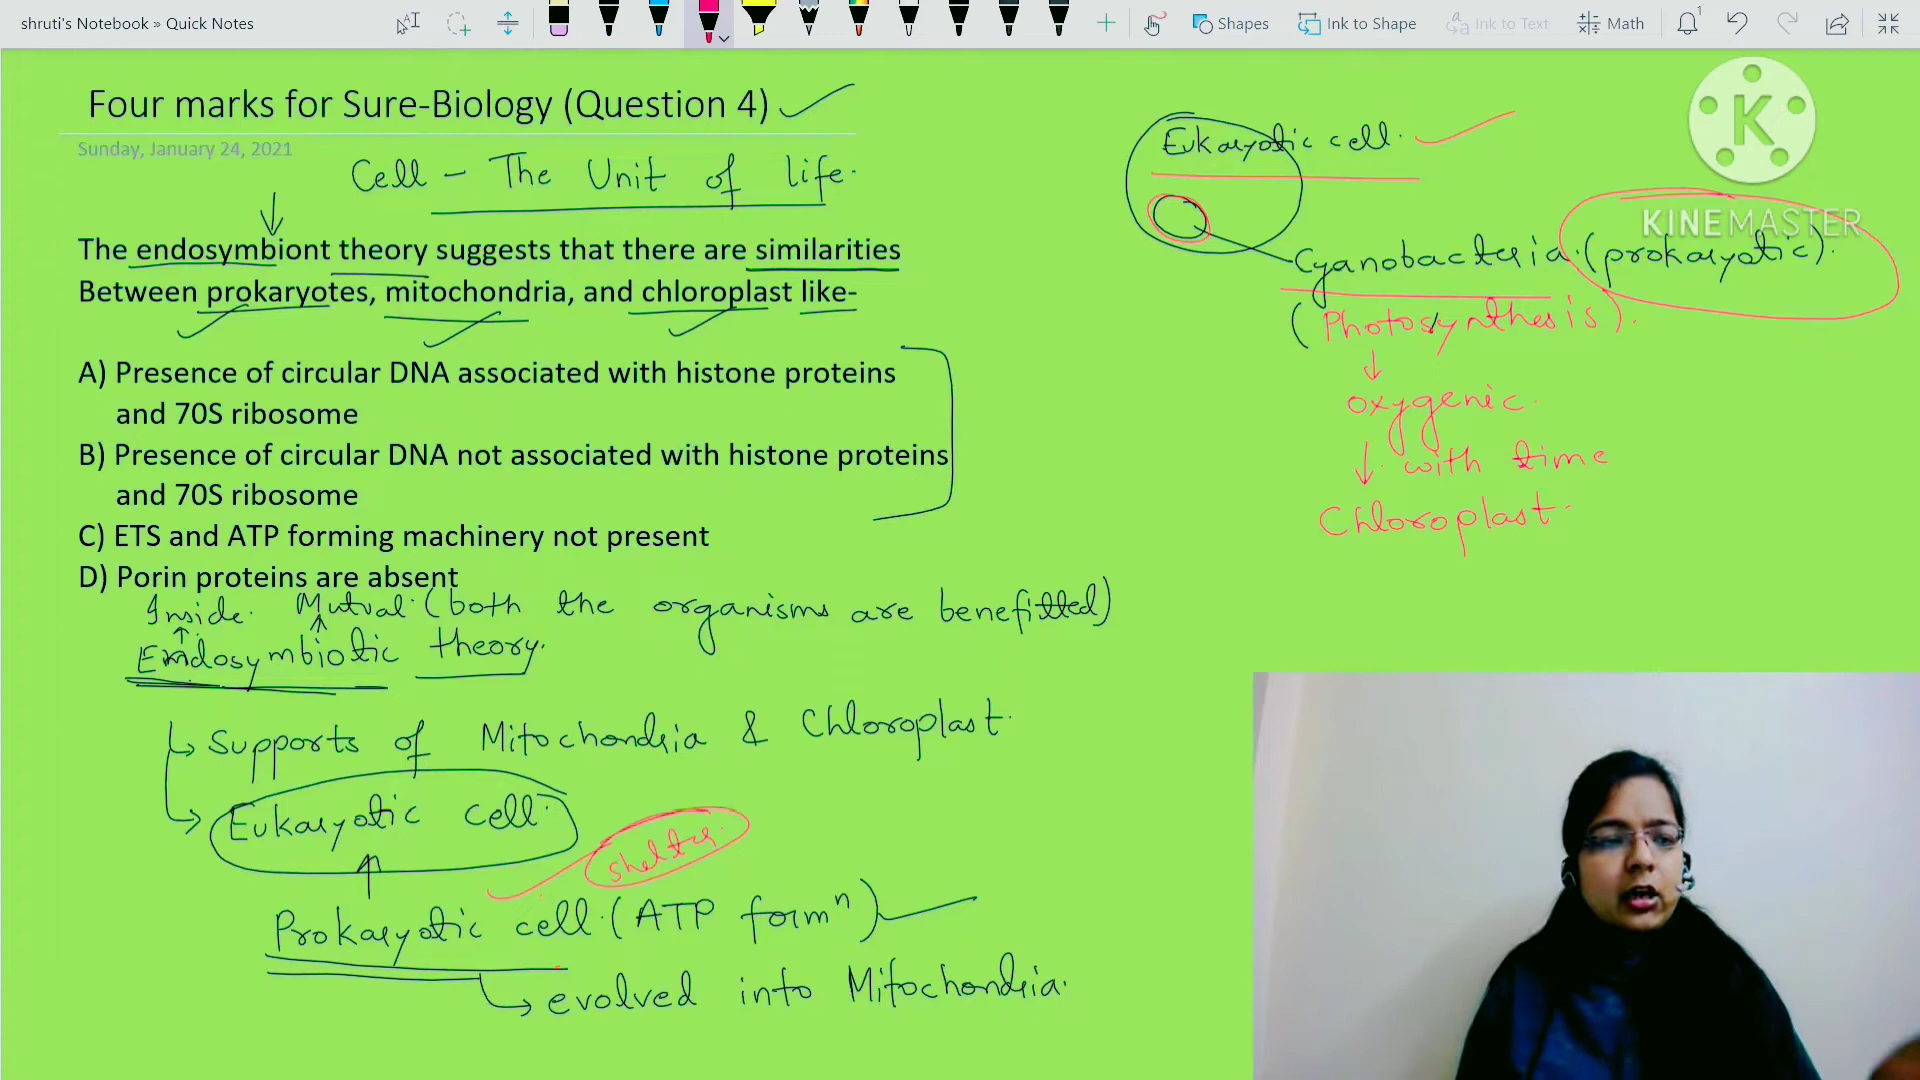 shruti's Notebook » Quick Notes
Shapes
Ink to Shape
Ink to Text
Math
1
Four marks for Sure-Biology (Question 4)
Sunday, January 24, 2021
Cell - The Unit of life.
The endosymbiont theory suggests that there are similarities
Between prokaryotes, mitochondria, and chloroplast like-
A) Presence of circular DNA associated with histone proteins
and 70S ribosome
B) Presence of circular DNA not associated with histone proteins
and 70S ribosome
C) ETS and ATP forming machinery not present
D) Porin proteins are absent
Inside. Mutual. (both the organisms are benefitted)
Endosymbiotic theory.
Supports of Mitochondria & Chloroplast.
Eukaryotic cell.
shelter.
Prokaryotic cell. (ATP formⁿ)
evolved into Mitochondria.
Eukaryotic cell.
K
KINEMASTER
Cyanobacteria. (prokaryotic).
(Photosynthesis).
oxygenic.
with time
Chloroplast.